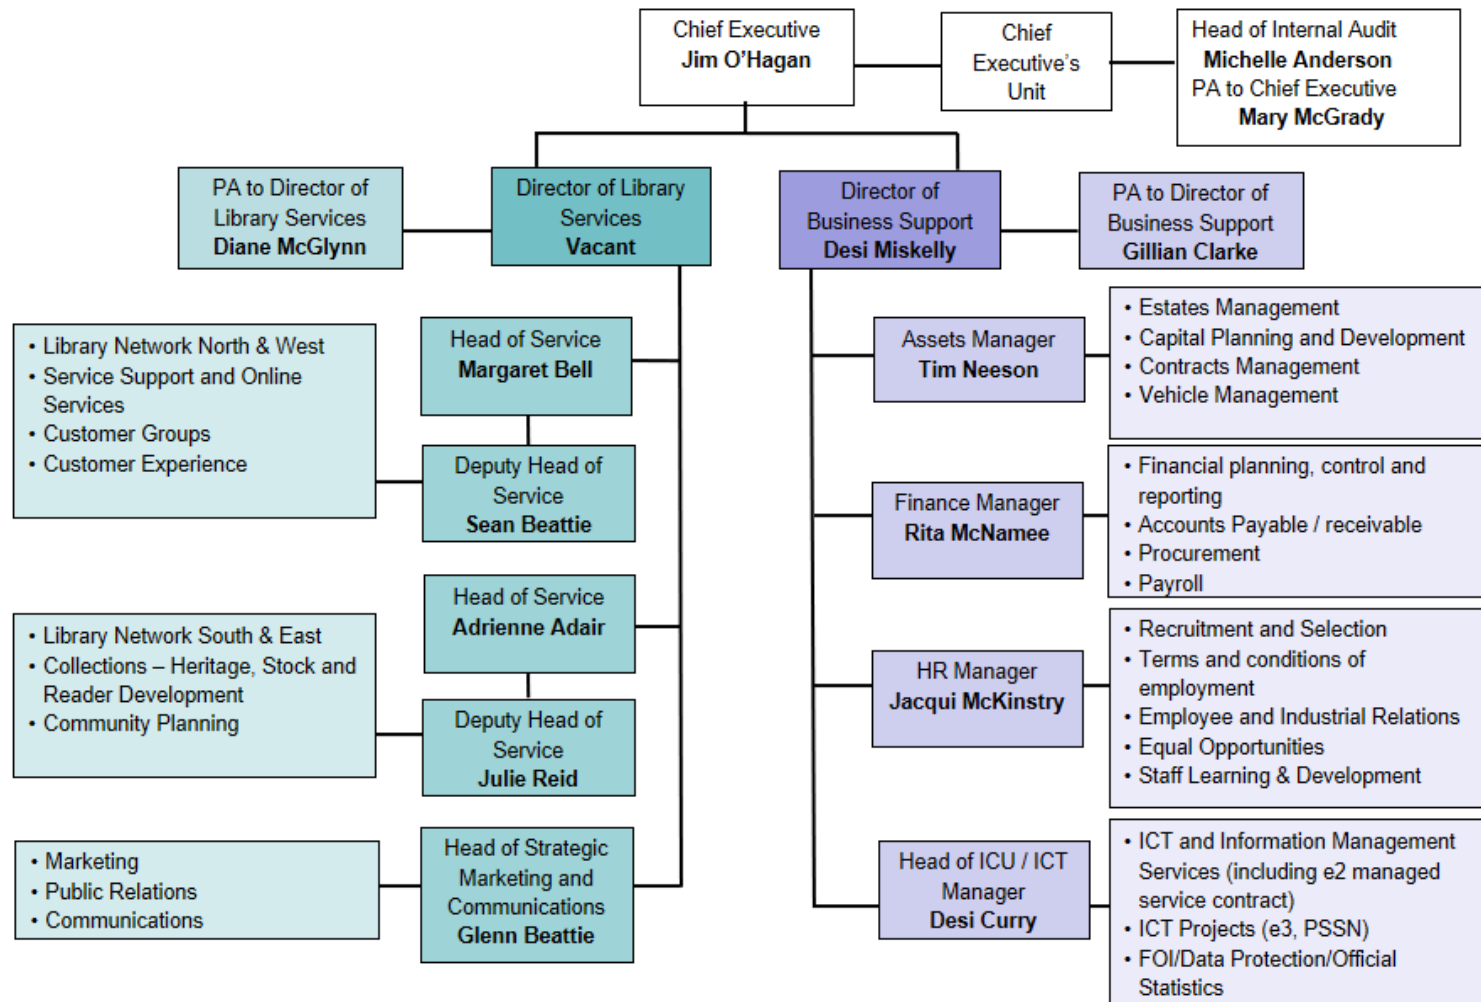 Chief Executive
Jim O’Hagan
Chief
Executive’s
Unit
Head of Internal Audit
Michelle Anderson
PA to Chief Executive
Mary McGrady
PA to Director of
Library Services
Diane McGlynn
Director of Library
Services
Vacant
Director of
Business Support
Desi Miskelly
PA to Director of
Business Support
Gillian Clarke
• Library Network North & West
• Service Support and Online
Services
• Customer Groups
• Customer Experience
Head of Service
Margaret Bell
Deputy Head of
Service
Sean Beattie
• Library Network South & East
• Collections – Heritage, Stock and
Reader Development
• Community Planning
Head of Service
Adrienne Adair
Deputy Head of
Service
Julie Reid
• Marketing
• Public Relations
• Communications
Head of Strategic
Marketing and
Communications
Glenn Beattie
Assets Manager
Tim Neeson
• Estates Management
• Capital Planning and Development
• Contracts Management
• Vehicle Management
Finance Manager
Rita McNamee
• Financial planning, control and
reporting
• Accounts Payable / receivable
• Procurement
• Payroll
HR Manager
Jacqui McKinstry
• Recruitment and Selection
• Terms and conditions of
employment
• Employee and Industrial Relations
• Equal Opportunities
• Staff Learning & Development
Head of ICU / ICT
Manager
Desi Curry
• ICT and Information Management
Services (including e2 managed
service contract)
• ICT Projects (e3, PSSN)
• FOI/Data Protection/Official
Statistics